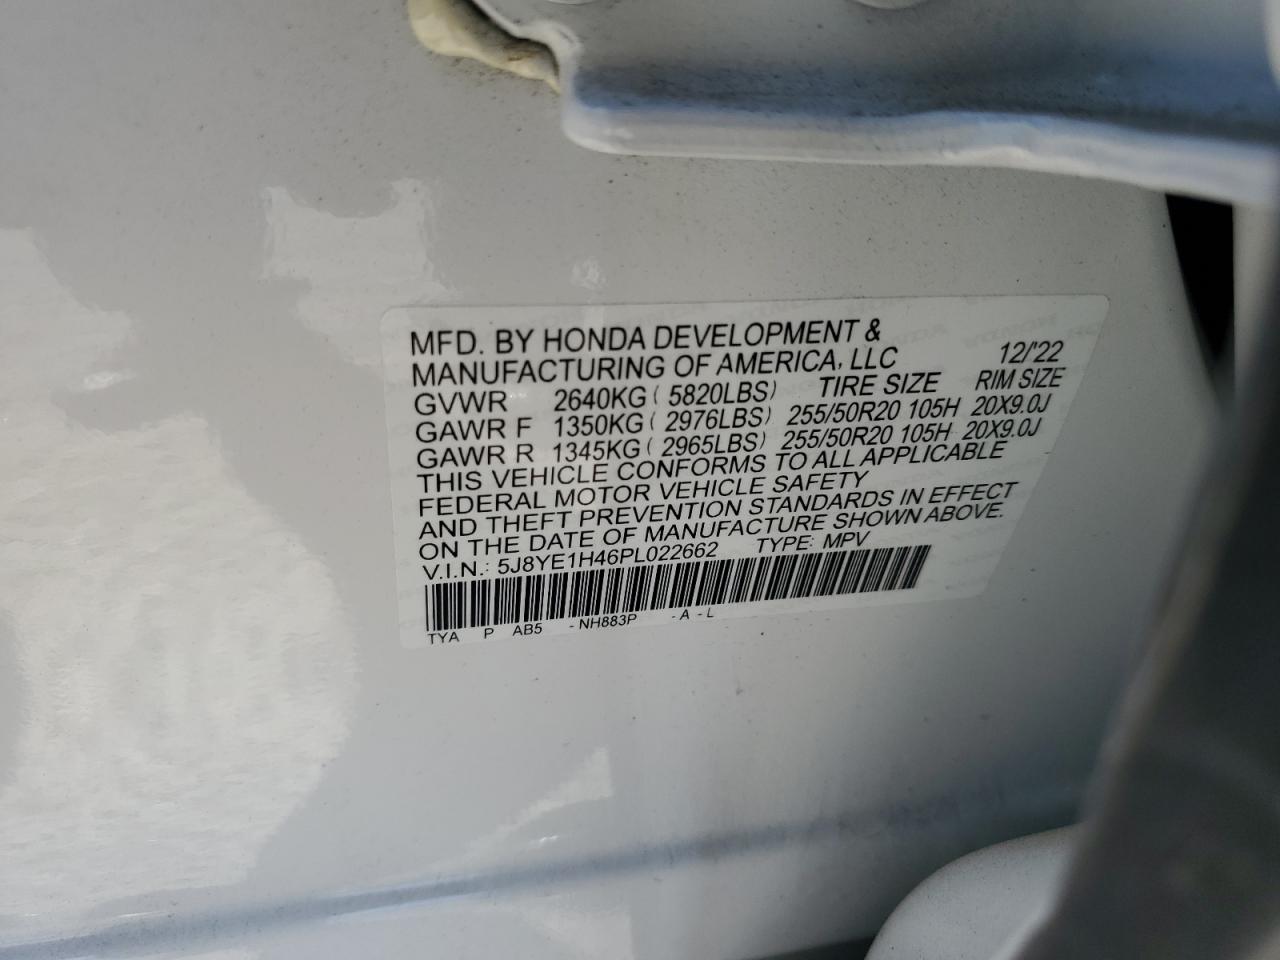 MFD. BY HONDA DEVELOPMENT &
MANUFACTURING OF AMERICA, LLC 12/'22
GVWR 2640KG ( 5820LBS) TIRE SIZE RIM SIZE
GAWR F 1350KG ( 2976LBS) 255/50R20 105H 20X9.0J
GAWR R 1345KG ( 2965LBS) 255/50R20 105H 20X9.0J
THIS VEHICLE CONFORMS TO ALL APPLICABLE
FEDERAL MOTOR VEHICLE SAFETY
AND THEFT PREVENTION STANDARDS IN EFFECT
ON THE DATE OF MANUFACTURE SHOWN ABOVE.
V.I.N.: 5J8YE1H46PL022662 TYPE: MPV
TYA P AB5 - NH883P - A - L